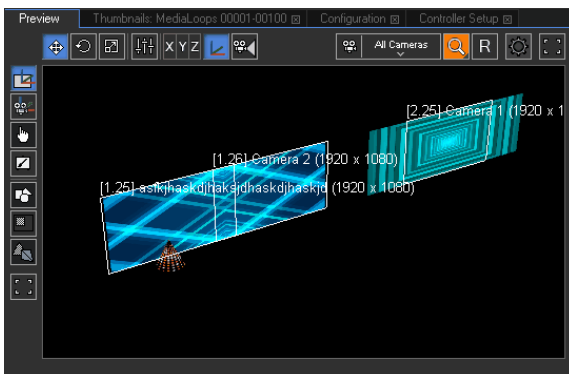 Preview
Thumbnails: MediaLoops 00001-00100
Configuration
Controller Setup
X Y Z
All Cameras
R
[2.25] Camera 1 (1920 x 1
[1.26] Camera 2 (1920 x 1080)
[1.25] asfkjhaskdjhaksjdhaskdjhaskjd (1920 x 1080)